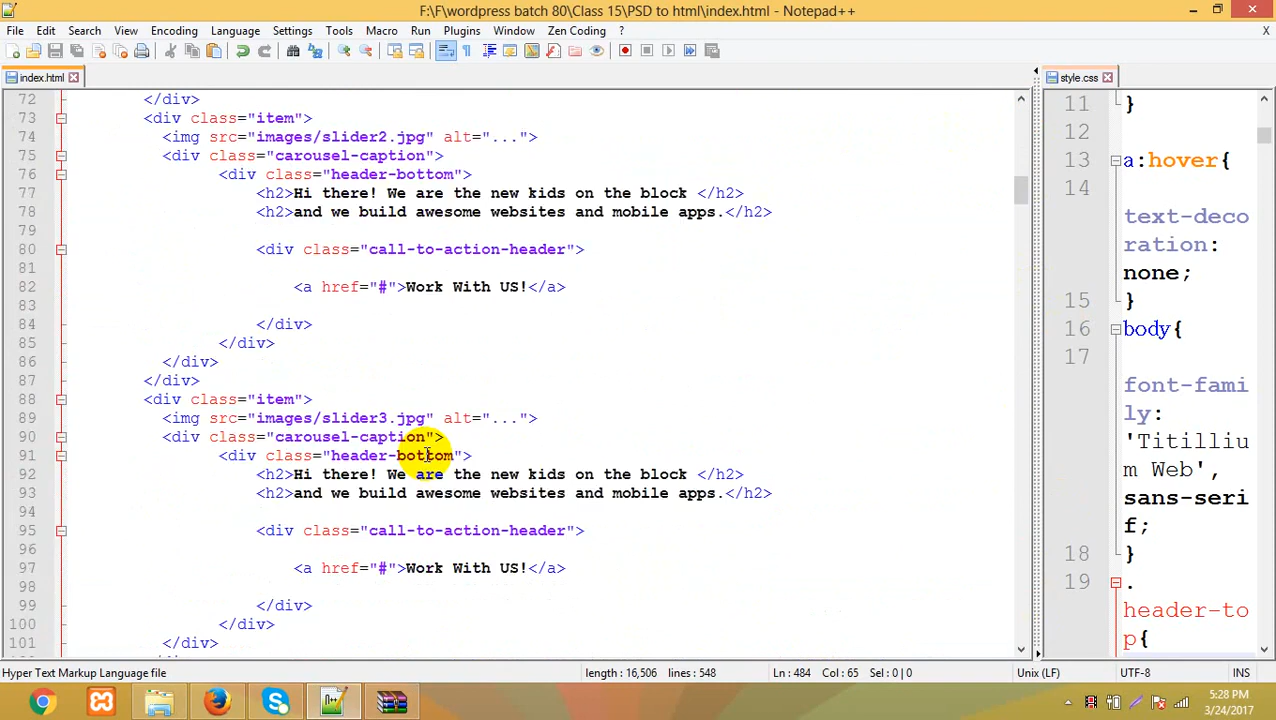 F:\F\wordpress batch 80\Class 15\PSD to html\index.html - Notepad++
File Edit Search View Encoding Language Settings Tools Macro Run Plugins Window Zen Coding ? X
index.html
style.css
72 </div>
73 <div class="item">
74 <img src="images/slider2.jpg" alt="...">
75 <div class="carousel-caption">
76 <div class="header-bottom">
77 <h2>Hi there! We are the new kids on the block </h2>
78 <h2>and we build awesome websites and mobile apps.</h2>
79
80 <div class="call-to-action-header">
81
82 <a href="#">Work With US!</a>
83
84 </div>
85 </div>
86 </div>
87 </div>
88 <div class="item">
89 <img src="images/slider3.jpg" alt="...">
90 <div class="carousel-caption">
91 <div class="header-bottom">
92 <h2>Hi there! We are the new kids on the block </h2>
93 <h2>and we build awesome websites and mobile apps.</h2>
94
95 <div class="call-to-action-header">
96
97 <a href="#">Work With US!</a>
98
99 </div>
100 </div>
101 </div>
11 }
12
13 a:hover{
14
text-deco
ration:
none;
15 }
16 body{
17
font-fami
ly:
'Titilliu
m Web',
sans-seri
f;
18 }
19 .
header-to
p{
Hyper Text Markup Language file length : 16,506 lines : 548 Ln : 484 Col : 65 Sel : 0 | 0 Unix (LF) UTF-8 INS
5:28 PM
3/24/2017